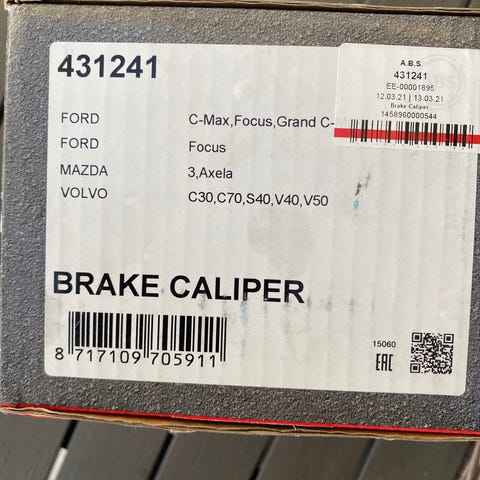 431241
A.B.S
431241
EE-00001895
12.03.21 | 13.03.21
Brake Caliper
1458960000544
FORD C-Max,Focus,Grand C-
FORD Focus
MAZDA 3,Axela
VOLVO C30,C70,S40,V40,V50
BRAKE CALIPER
8 717109 705911
15060
EAC